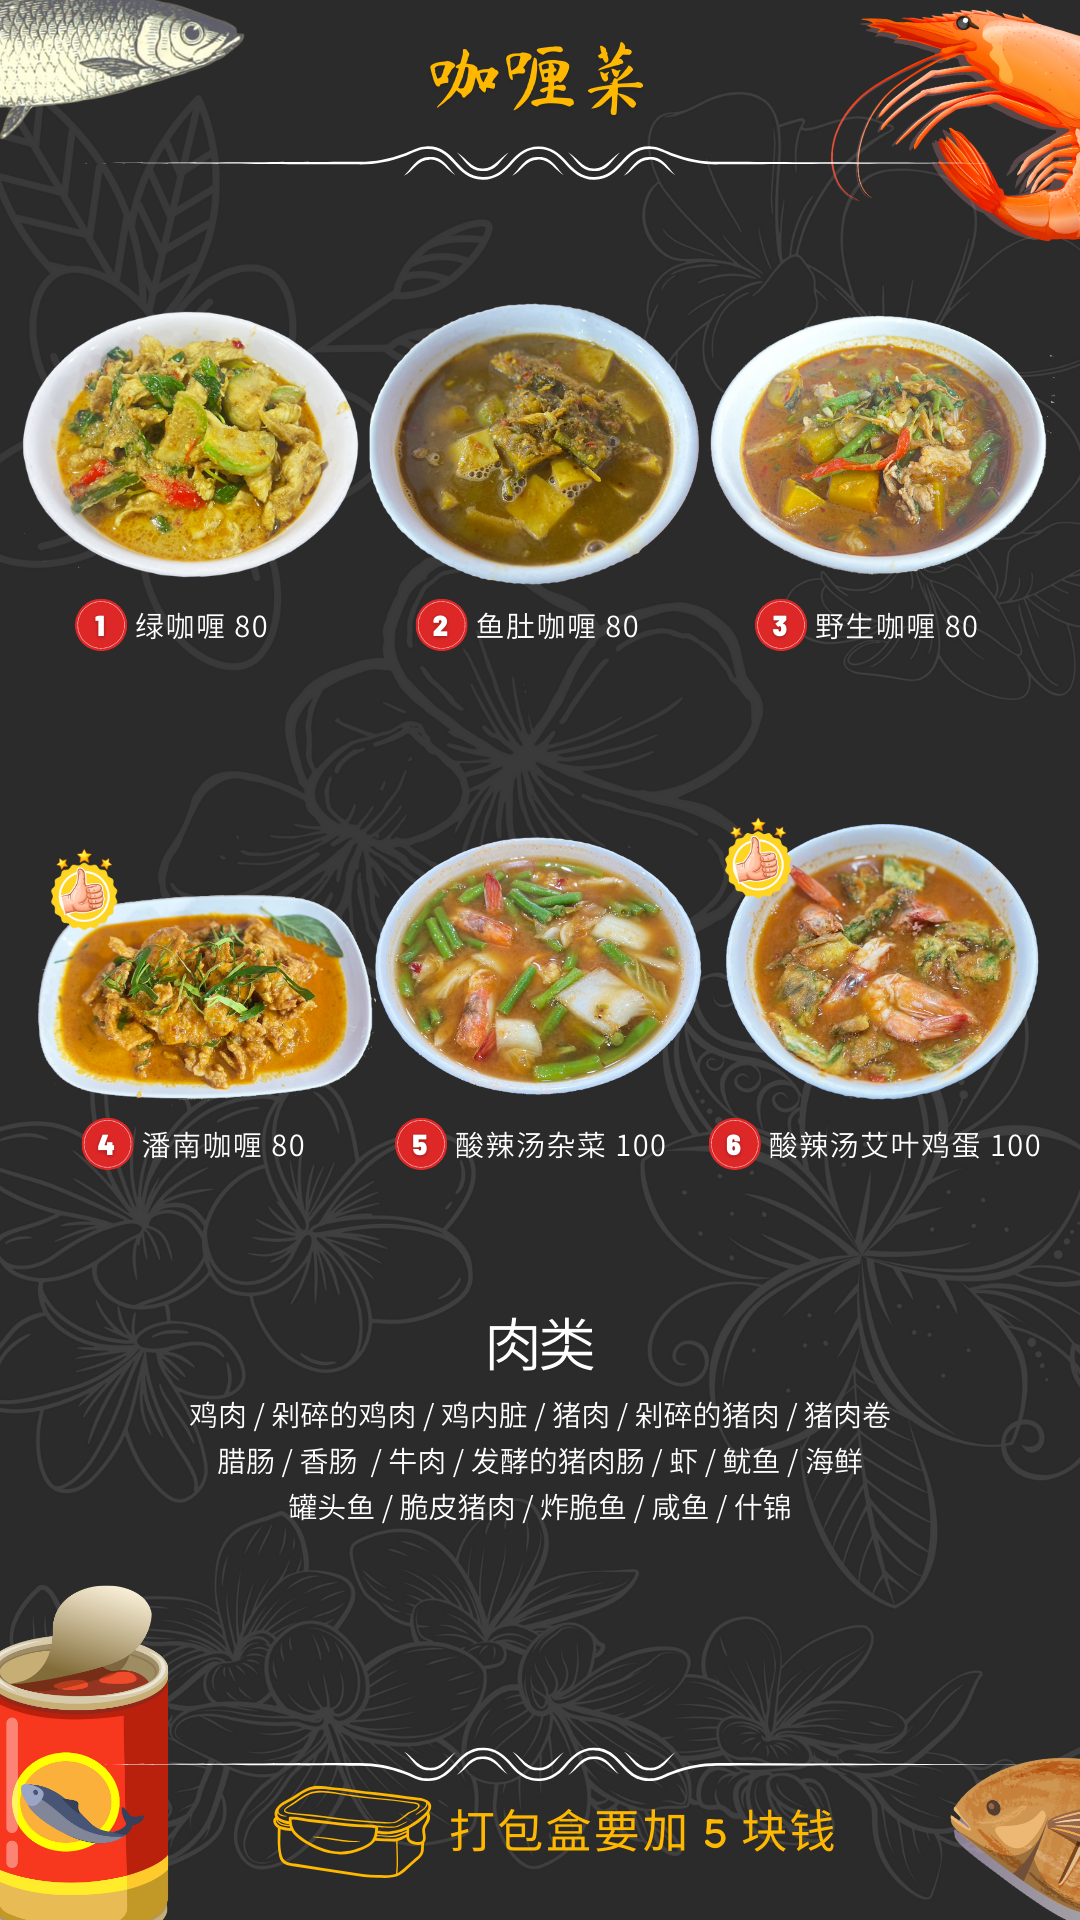 咖喱菜
1 绿咖喱 80
2 鱼肚咖喱 80
3 野生咖喱 80
4 潘南咖喱 80
5 酸辣汤杂菜 100
6 酸辣汤艾叶鸡蛋 100
肉类
鸡肉 / 剁碎的鸡肉 / 鸡内脏 / 猪肉 / 剁碎的猪肉 / 猪肉卷
腊肠 / 香肠 / 牛肉 / 发酵的猪肉肠 / 虾 / 鱿鱼 / 海鲜
罐头鱼 / 脆皮猪肉 / 炸脆鱼 / 咸鱼 / 什锦
打包盒要加 5 块钱